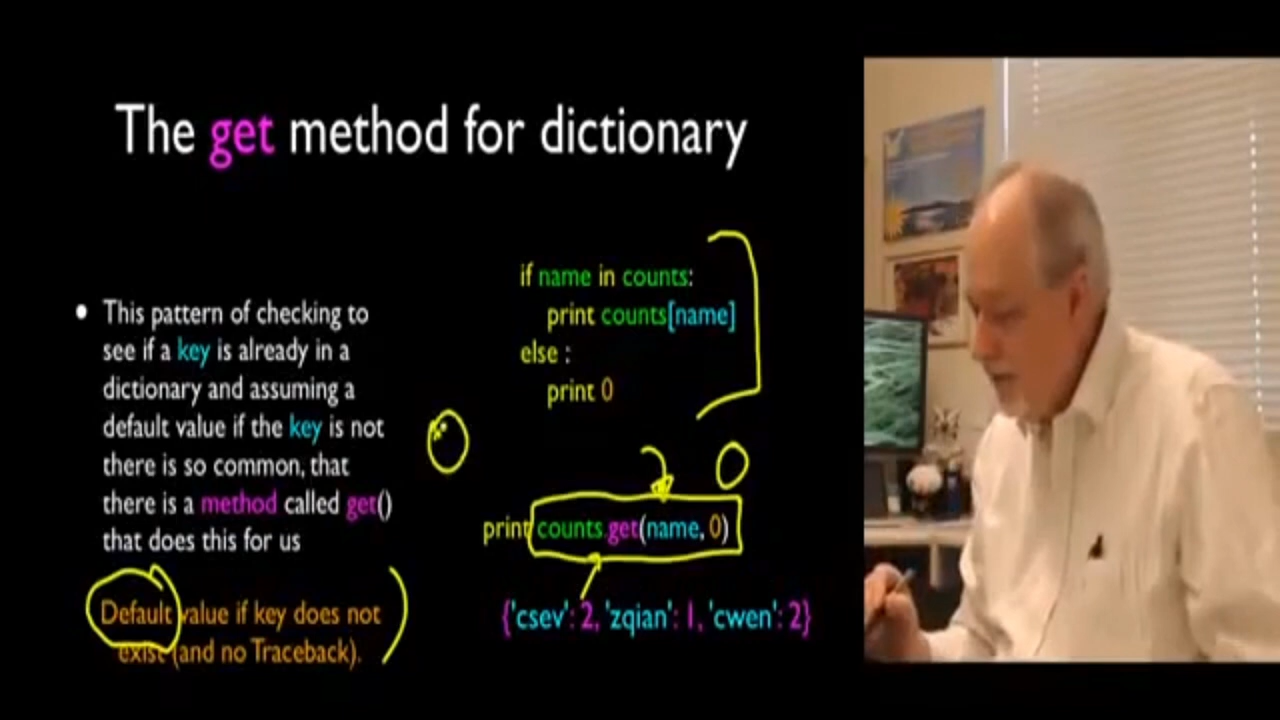 The get method for dictionary
• This pattern of checking to
see if a key is already in a
dictionary and assuming a
default value if the key is not
there is so common, that
there is a method called get()
that does this for us
Default value if key does not
exist (and no Traceback).
if name in counts:
print counts[name]
else :
print 0
print counts.get(name, 0)
{'csev': 2, 'zqian': 1, 'cwen': 2}